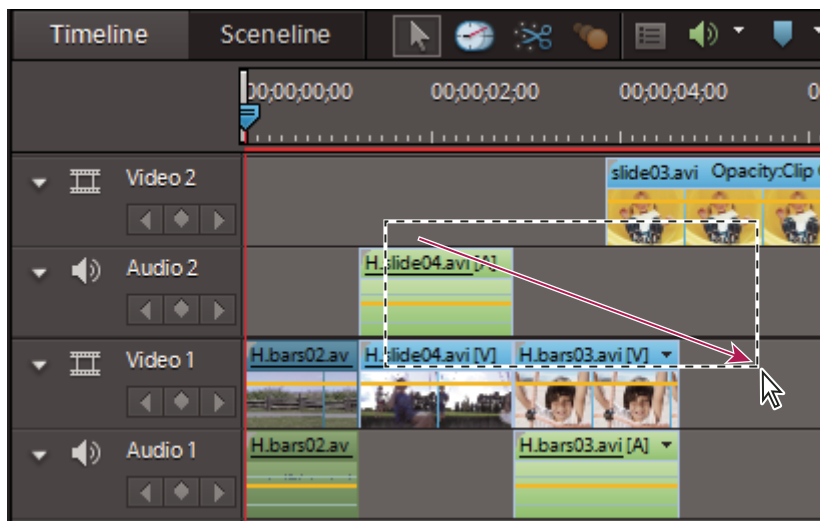 Timeline Sceneline
00;00;00;00 00;00;02;00 00;00;04;00 0
Video 2 slide03.avi Opacity:Clip
Audio 2 H.slide04.avi [A]
Video 1 H.bars02.av H.slide04.avi [V] H.bars03.avi [V]
Audio 1 H.bars02.av H.bars03.avi [A]